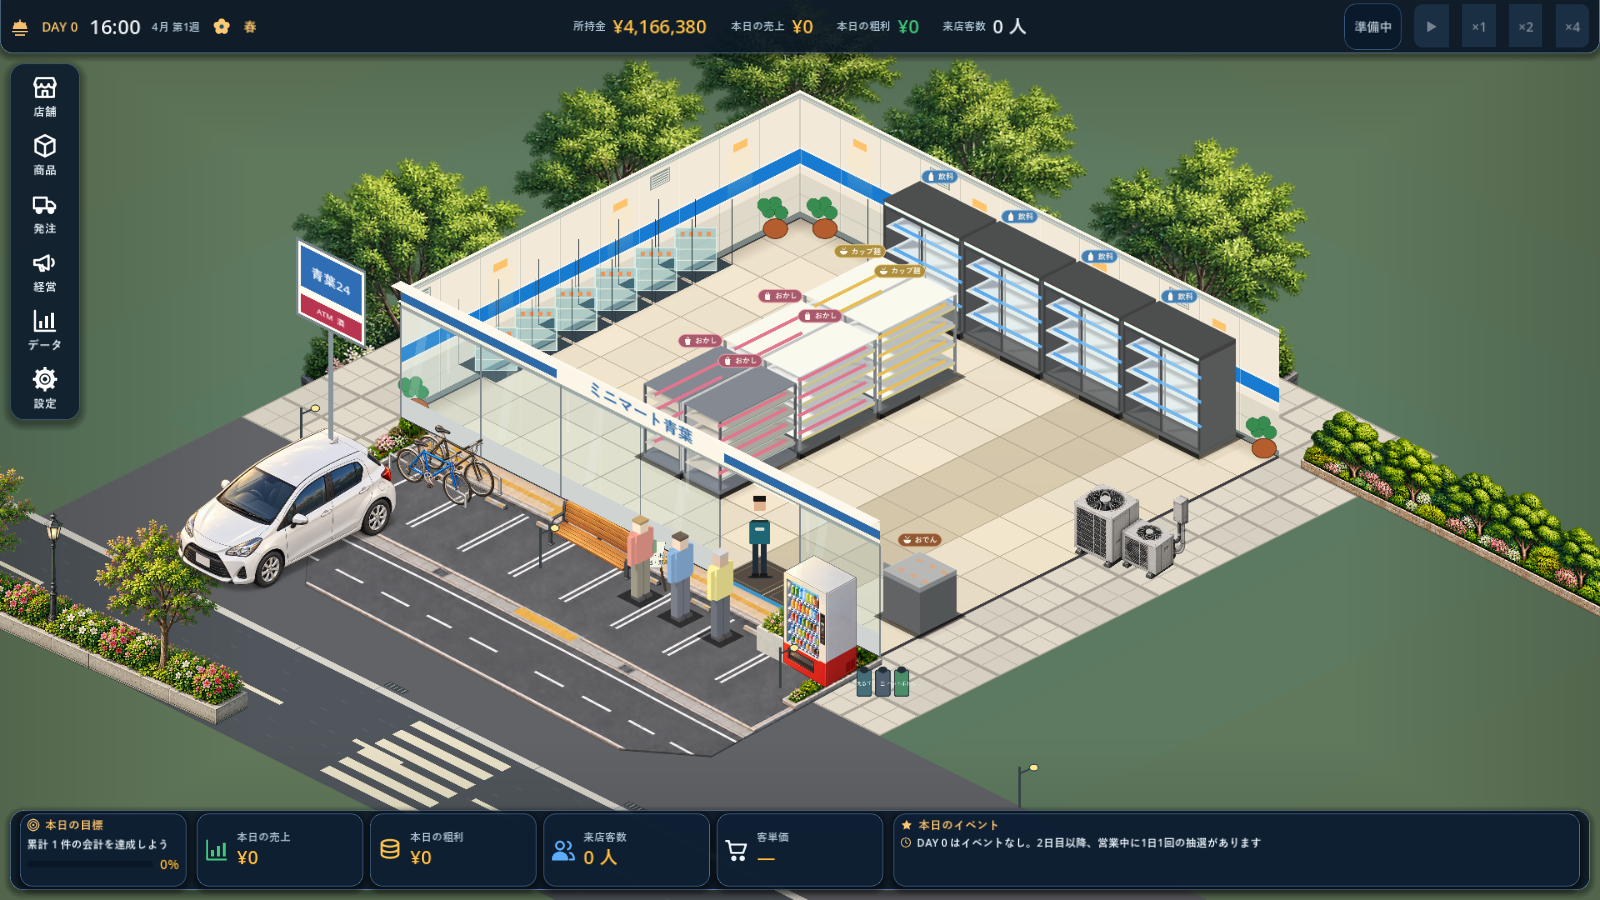 DAY 0 16:00 4月 第1週 春
所持金 ¥4,166,380 本日の売上 ¥0 本日の粗利 ¥0 来店客数 0 人
準備中 ×1 ×2 ×4
店舗
商品
発注
経営
データ
設定
飲料
飲料
飲料
飲料
カップ麺
カップ麺
おかし
おかし
おかし
おかし
青葉24
ATM 酒
ミニマート青葉
おでん
本日の目標
累計 1 件の会計を達成しよう
0%
本日の売上
¥0
本日の粗利
¥0
来店客数
0 人
客単価
—
本日のイベント
DAY 0 はイベントなし。2日目以降、営業中に1日1回の抽選があります